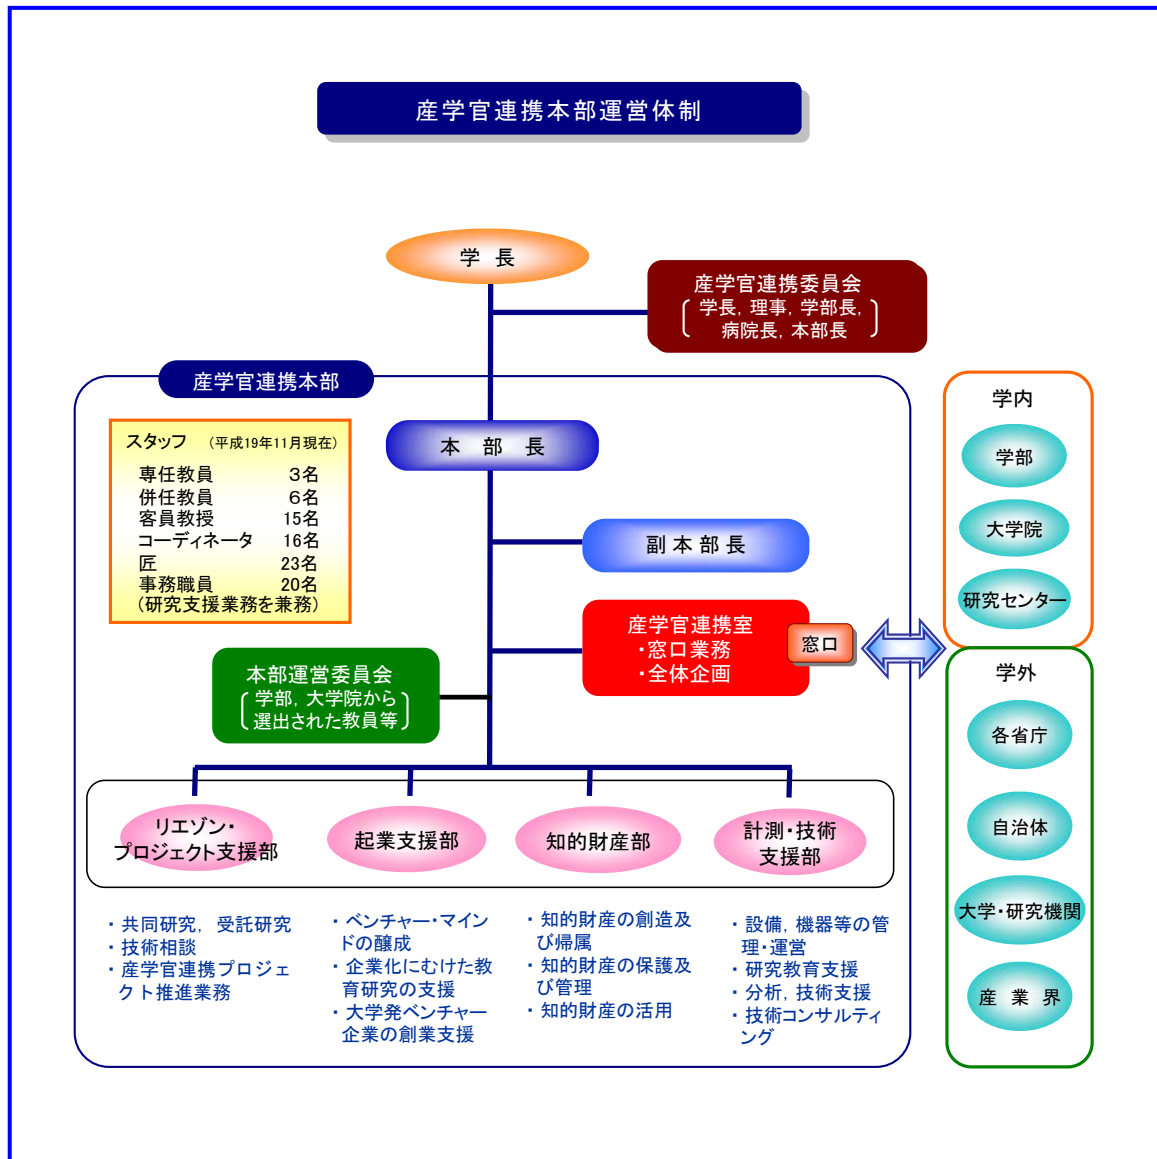 産学官連携本部運営体制
学 長
産学官連携委員会
学長, 理事, 学部長,
病院長, 本部長
産学官連携本部
スタッフ (平成19年11月現在)
専任教員 3名
併任教員 6名
客員教授 15名
コーディネータ 16名
匠 23名
事務職員 20名
(研究支援業務を兼務)
本 部 長
副 本 部 長
産学官連携室
・窓口業務
・全体企画
窓口
本部運営委員会
学部, 大学院から
選出された教員等
リエゾン・
プロジェクト支援部
起業支援部
知的財産部
計測・技術
支援部
・共同研究, 受託研究
・技術相談
・産学官連携プロジェ
クト推進業務
・ベンチャー・マイン
ドの醸成
・企業化にむけた教
育研究の支援
・大学発ベンチャー
企業の創業支援
・知的財産の創造及
び帰属
・知的財産の保護及
び管理
・知的財産の活用
・設備, 機器等の管
理・運営
・研究教育支援
・分析, 技術支援
・技術コンサルティ
ング
学内
学部
大学院
研究センター
学外
各省庁
自治体
大学・研究機関
産 業 界